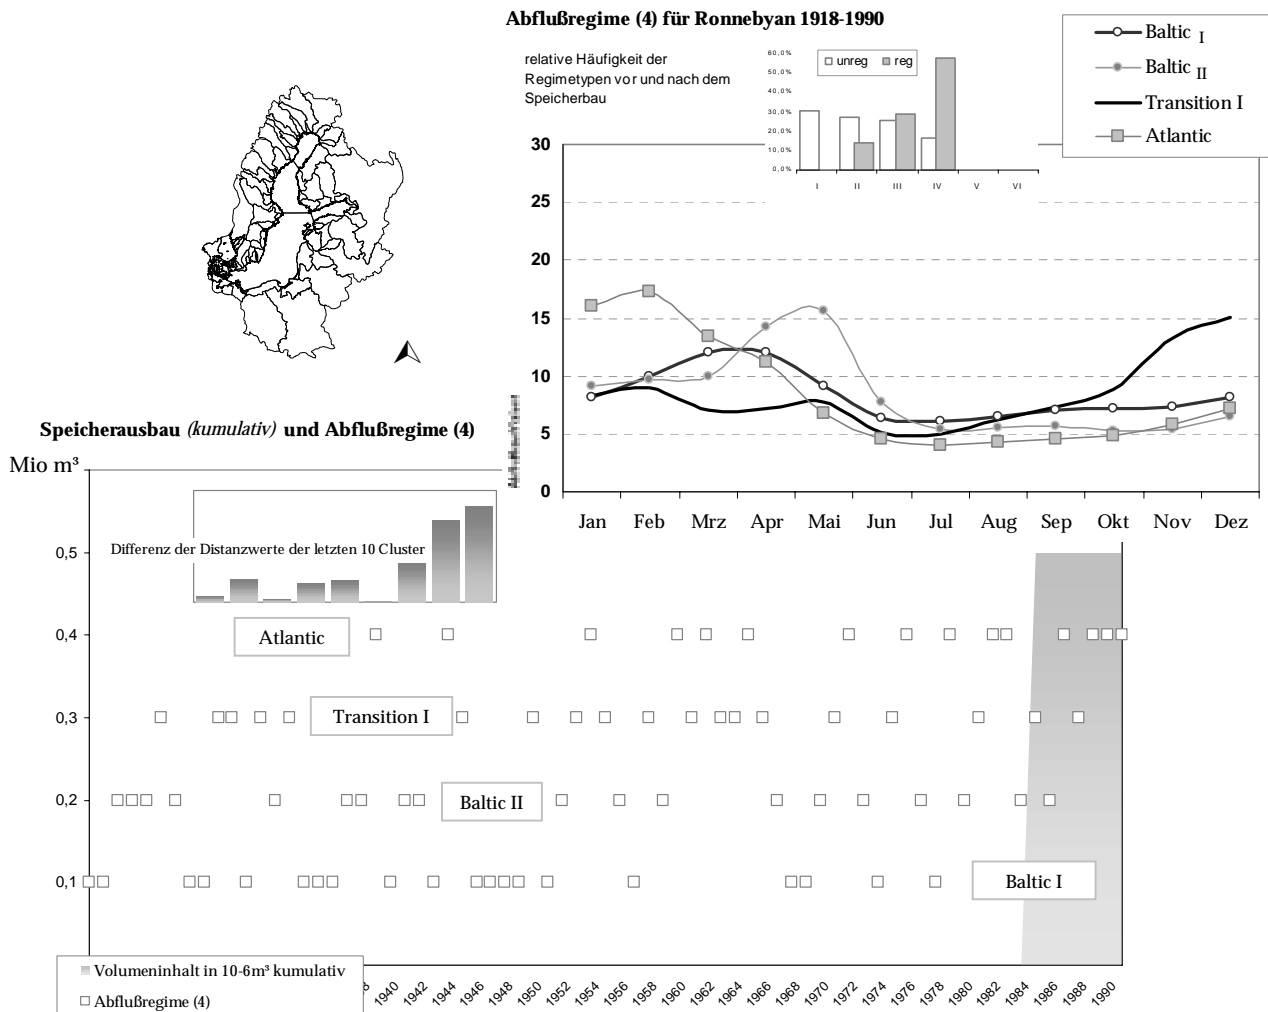 Abflußregime (4) für Ronnebyan 1918-1990
relative Häufigkeit der
Regimetypen vor und nach dem
Speicherbau
60,0%
50,0%
40,0%
30,0%
20,0%
10,0%
0,0%
unreg reg
I II III IV V VI
Baltic I
Baltic II
Transition I
Atlantic
30
25
20
15
10
5
0
Jan Feb Mrz Apr Mai Jun Jul Aug Sep Okt Nov Dez
Speicherausbau (kumulativ) und Abflußregime (4)
Mio m³
Differenz der Distanzwerte der letzten 10 Cluster
0,5
0,4
0,3
0,2
0,1
Atlantic
Transition I
Baltic II
Baltic I
1940 1942 1944 1946 1948 1950 1952 1954 1956 1958 1960 1962 1964 1966 1968 1970 1972 1974 1976 1978 1980 1982 1984 1986 1988 1990
Volumeninhalt in 10-6m³ kumulativ
Abflußregime (4)